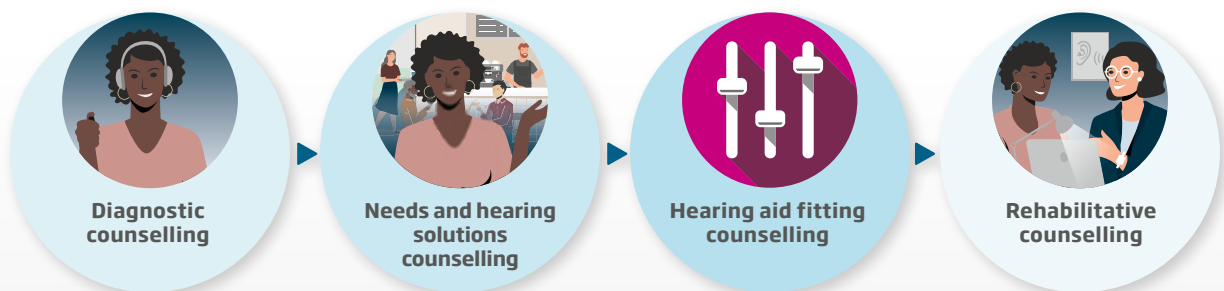 Diagnostic
counselling
Needs and hearing
solutions
counselling
Hearing aid fitting
counselling
Rehabilitative
counselling